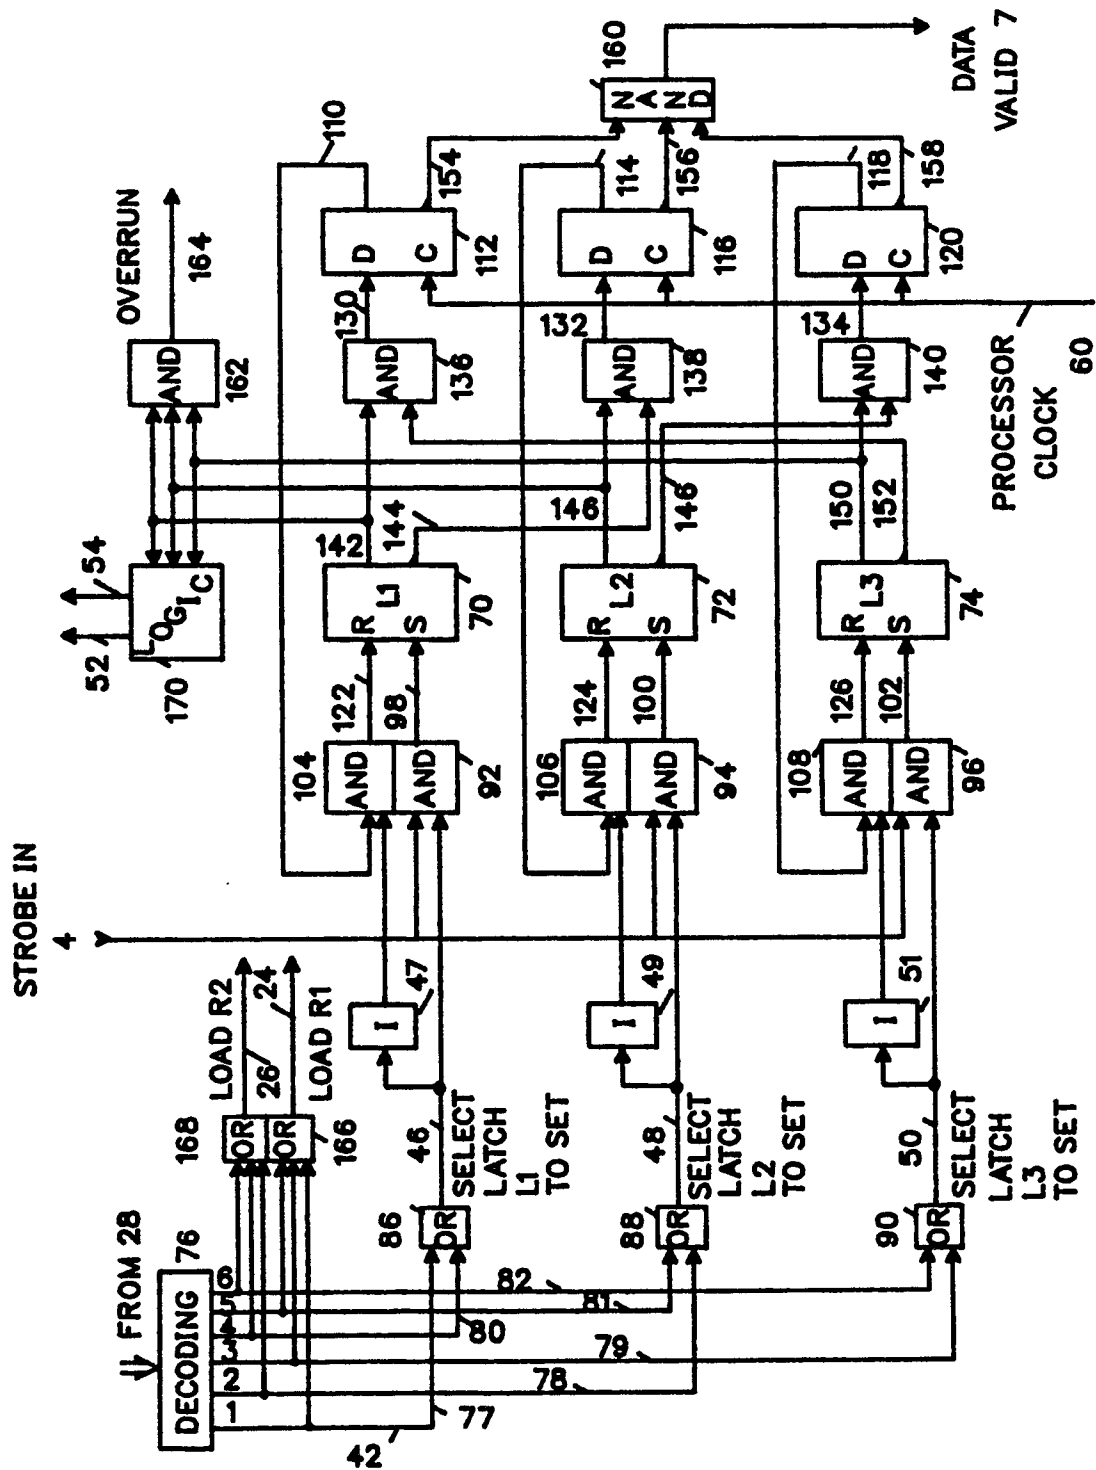 STROBE IN
4
OVERRUN
164
AND
162
52
54
LOGIC
170
110
142
144
146
146
150
152
130
132
134
AND
136
AND
138
AND
140
D
C
112
D
C
116
D
C
120
154
114
156
118
158
160
NAND
DATA
VALID 7
PROCESSOR
CLOCK
60
R
L1
S
70
R
L2
S
72
R
L3
S
74
104
AND
AND
92
122
98
106
AND
AND
94
124
100
108
AND
AND
96
126
102
I
47
I
49
I
51
LOAD R2
26
24
LOAD R1
168
OR
OR
166
FROM 28
76
DECODING
1
2
3
4
5
6
42
77
78
79
80
81
82
86
OR
46
SELECT
LATCH
L1
TO SET
88
OR
48
SELECT
LATCH
L2
TO SET
90
OR
50
SELECT
LATCH
L3
TO SET